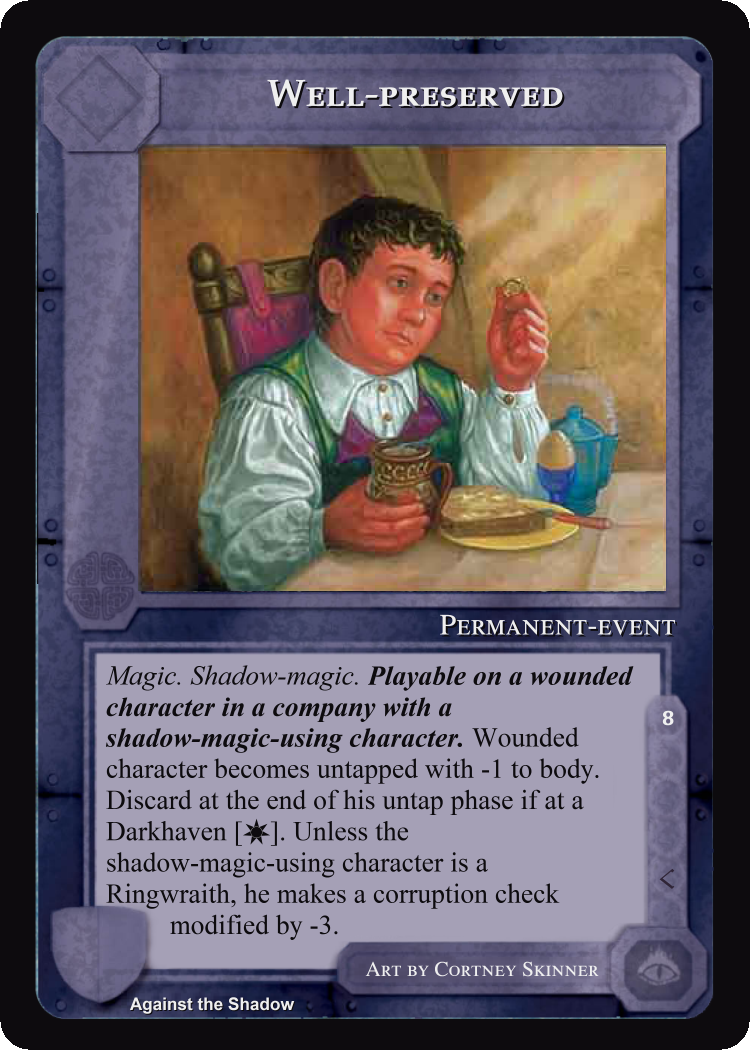 Well-preserved
Permanent-event
Magic. Shadow-magic. Playable on a wounded
character in a company with a
shadow-magic-using character. Wounded
character becomes untapped with -1 to body.
Discard at the end of his untap phase if at a
Darkhaven [✷]. Unless the
shadow-magic-using character is a
Ringwraith, he makes a corruption check
modified by -3.
8
Art by Cortney Skinner
Against the Shadow